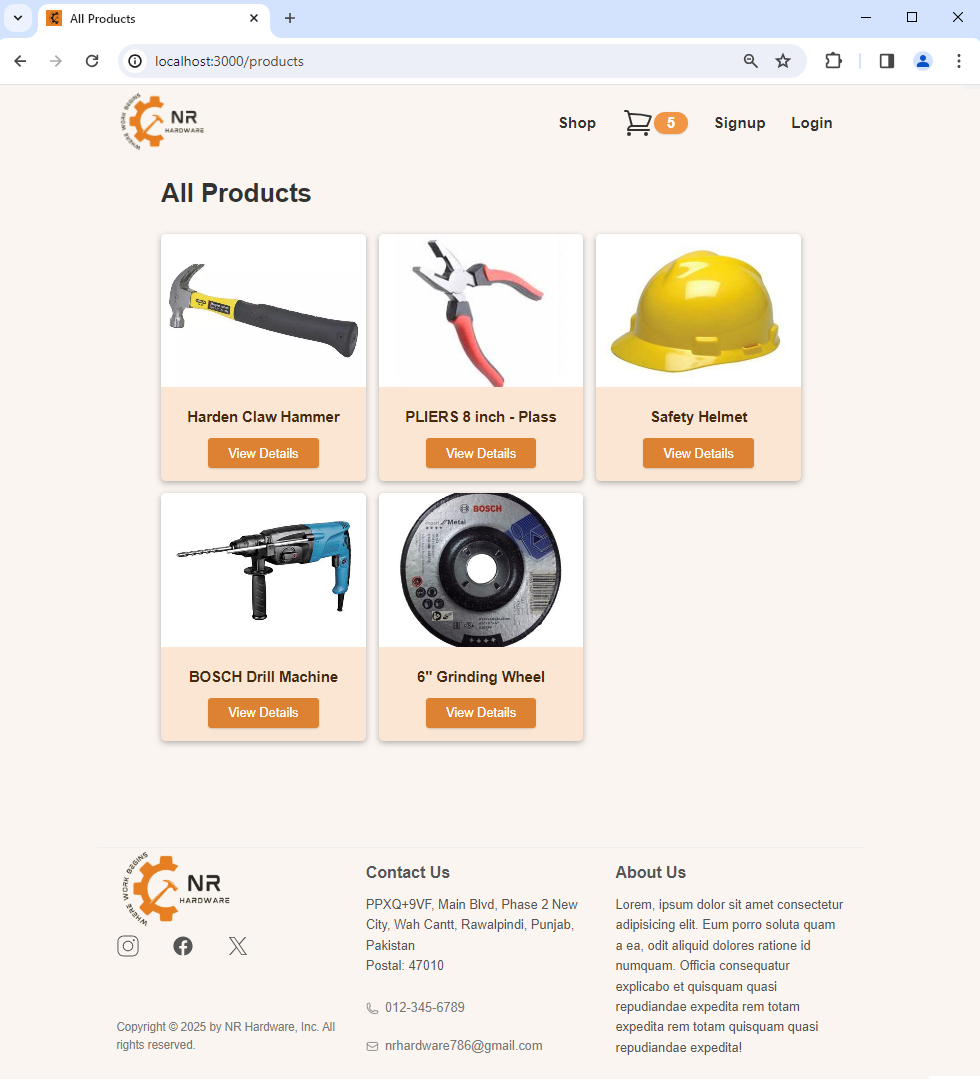 All Products
localhost:3000/products
WHERE WORK BEGINS
NR
HARDWARE
Shop
5
Signup
Login
All Products
Harden Claw Hammer
View Details
PLIERS 8 inch - Plass
View Details
Safety Helmet
View Details
BOSCH
Metal
BOSCH Drill Machine
View Details
6" Grinding Wheel
View Details
WHERE WORK BEGINS
NR
HARDWARE
Copyright © 2025 by NR Hardware, Inc. All
rights reserved.
Contact Us
PPXQ+9VF, Main Blvd, Phase 2 New
City, Wah Cantt, Rawalpindi, Punjab,
Pakistan
Postal: 47010
012-345-6789
nrhardware786@gmail.com
About Us
Lorem, ipsum dolor sit amet consectetur
adipisicing elit. Eum porro soluta quam
a ea, odit aliquid dolores ratione id
numquam. Officia consequatur
explicabo et quisquam quasi
repudiandae expedita rem totam
expedita rem totam quisquam quasi
repudiandae expedita!